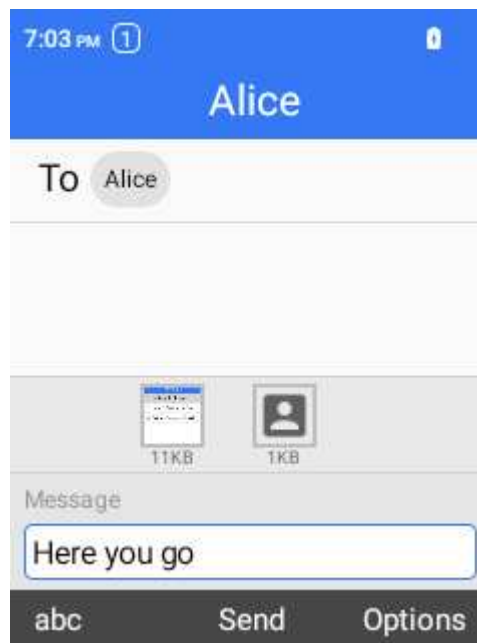 7:03 PM 1
Alice
To Alice
11KB 1KB
Message
Here you go
abc Send Options